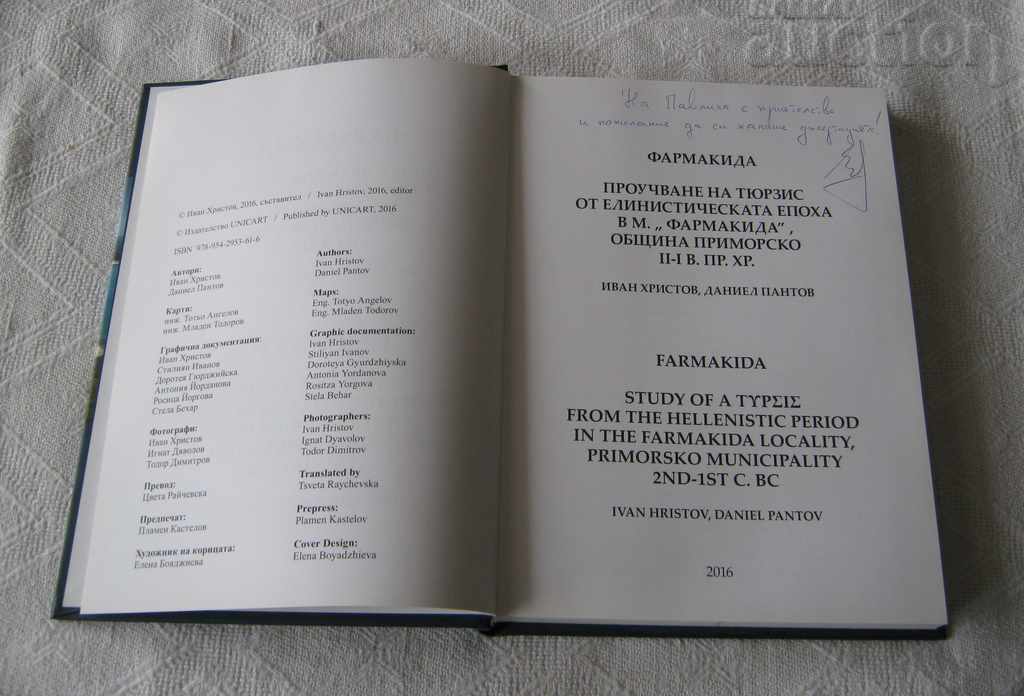 auction
© Иван Христов, 2016, съставител / Ivan Hristov, 2016, editor
© Издателство UNICART / Published by UNICART, 2016
ISBN 978-954-2953-61-6
Автори:
Иван Христов
Даниел Пантов
Карти:
инж. Тотьо Ангелов
инж. Младен Тодоров
Графична документация:
Иван Христов
Стилиян Иванов
Доротея Гюрджийска
Антония Йорданова
Росица Йоргова
Стела Бехар
Фотографи:
Иван Христов
Игнат Дяволов
Тодор Димитров
Превод:
Цвета Райчевска
Предпечат:
Пламен Кастелов
Художник на корицата:
Елена Бояджиева
Authors:
Ivan Hristov
Daniel Pantov
Maps:
Eng. Totyo Angelov
Eng. Mladen Todorov
Graphic documentation:
Ivan Hristov
Stiliyan Ivanov
Doroteya Gyurdzhiyska
Antonia Yordanova
Rositza Yorgova
Stela Behar
Photographers:
Ivan Hristov
Ignat Dyavolov
Todor Dimitrov
Translated by
Tsveta Raychevska
Prepress:
Plamen Kastelov
Cover Design:
Elena Boyadzhieva
На Павлина с приятелство
и пожелание да си
ФАРМАКИДА
ПРОУЧВАНЕ НА ТЮРЗИС
ОТ ЕЛИНИСТИЧЕСКАТА ЕПОХА
В М. „ ФАРМАКИДА" ,
ОБЩИНА ПРИМОРСКО
II-I В. ПР. ХР.
ИВАН ХРИСТОВ, ДАНИЕЛ ПАНТОВ
FARMAKIDA
STUDY OF A ΤΥΡΣΙΣ
FROM THE HELLENISTIC PERIOD
IN THE FARMAKIDA LOCALITY,
PRIMORSKO MUNICIPALITY
2ND-1ST C. BC
IVAN HRISTOV, DANIEL PANTOV
2016